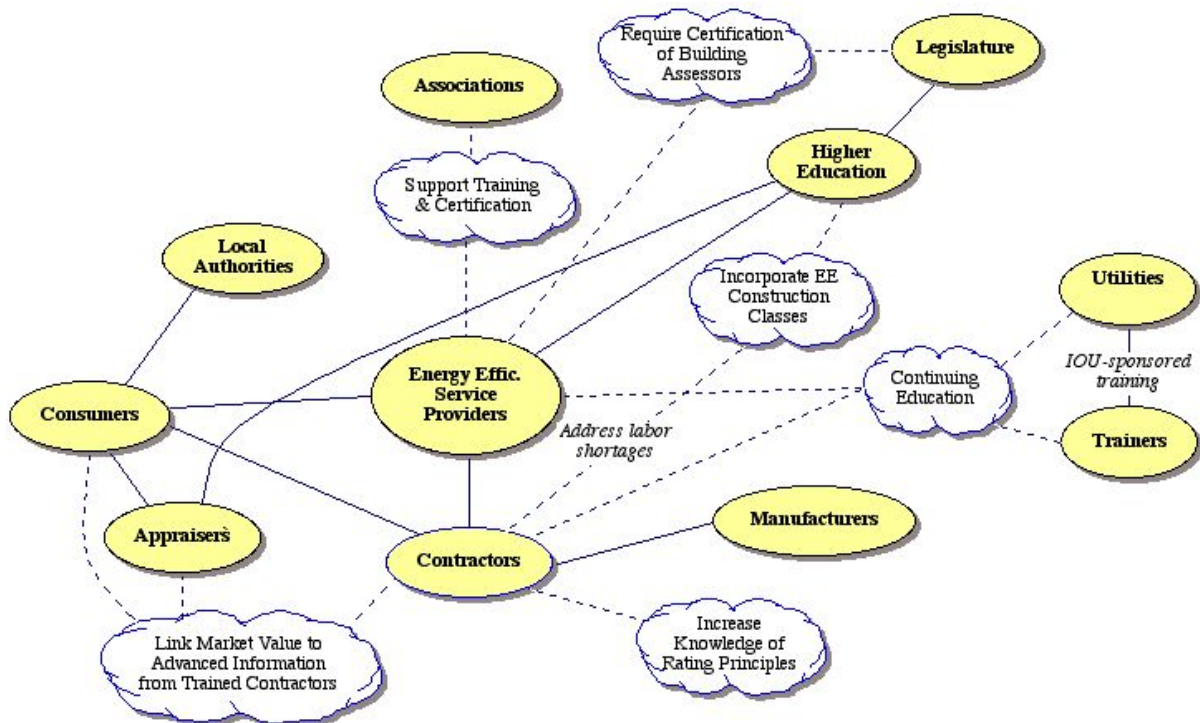 Require Certification
of Building
Assessors
Legislature
Associations
Higher
Education
Support Training
& Certification
Local
Authorities
Incorporate EE
Construction
Classes
Utilities
IOU-sponsored
training
Energy Effic.
Service
Providers
Continuing
Education
Consumers
Address labor
shortages
Trainers
Manufacturers
Appraisers
Contractors
Increase
Knowledge of
Rating Principles
Link Market Value to
Advanced Information
from Trained Contractors